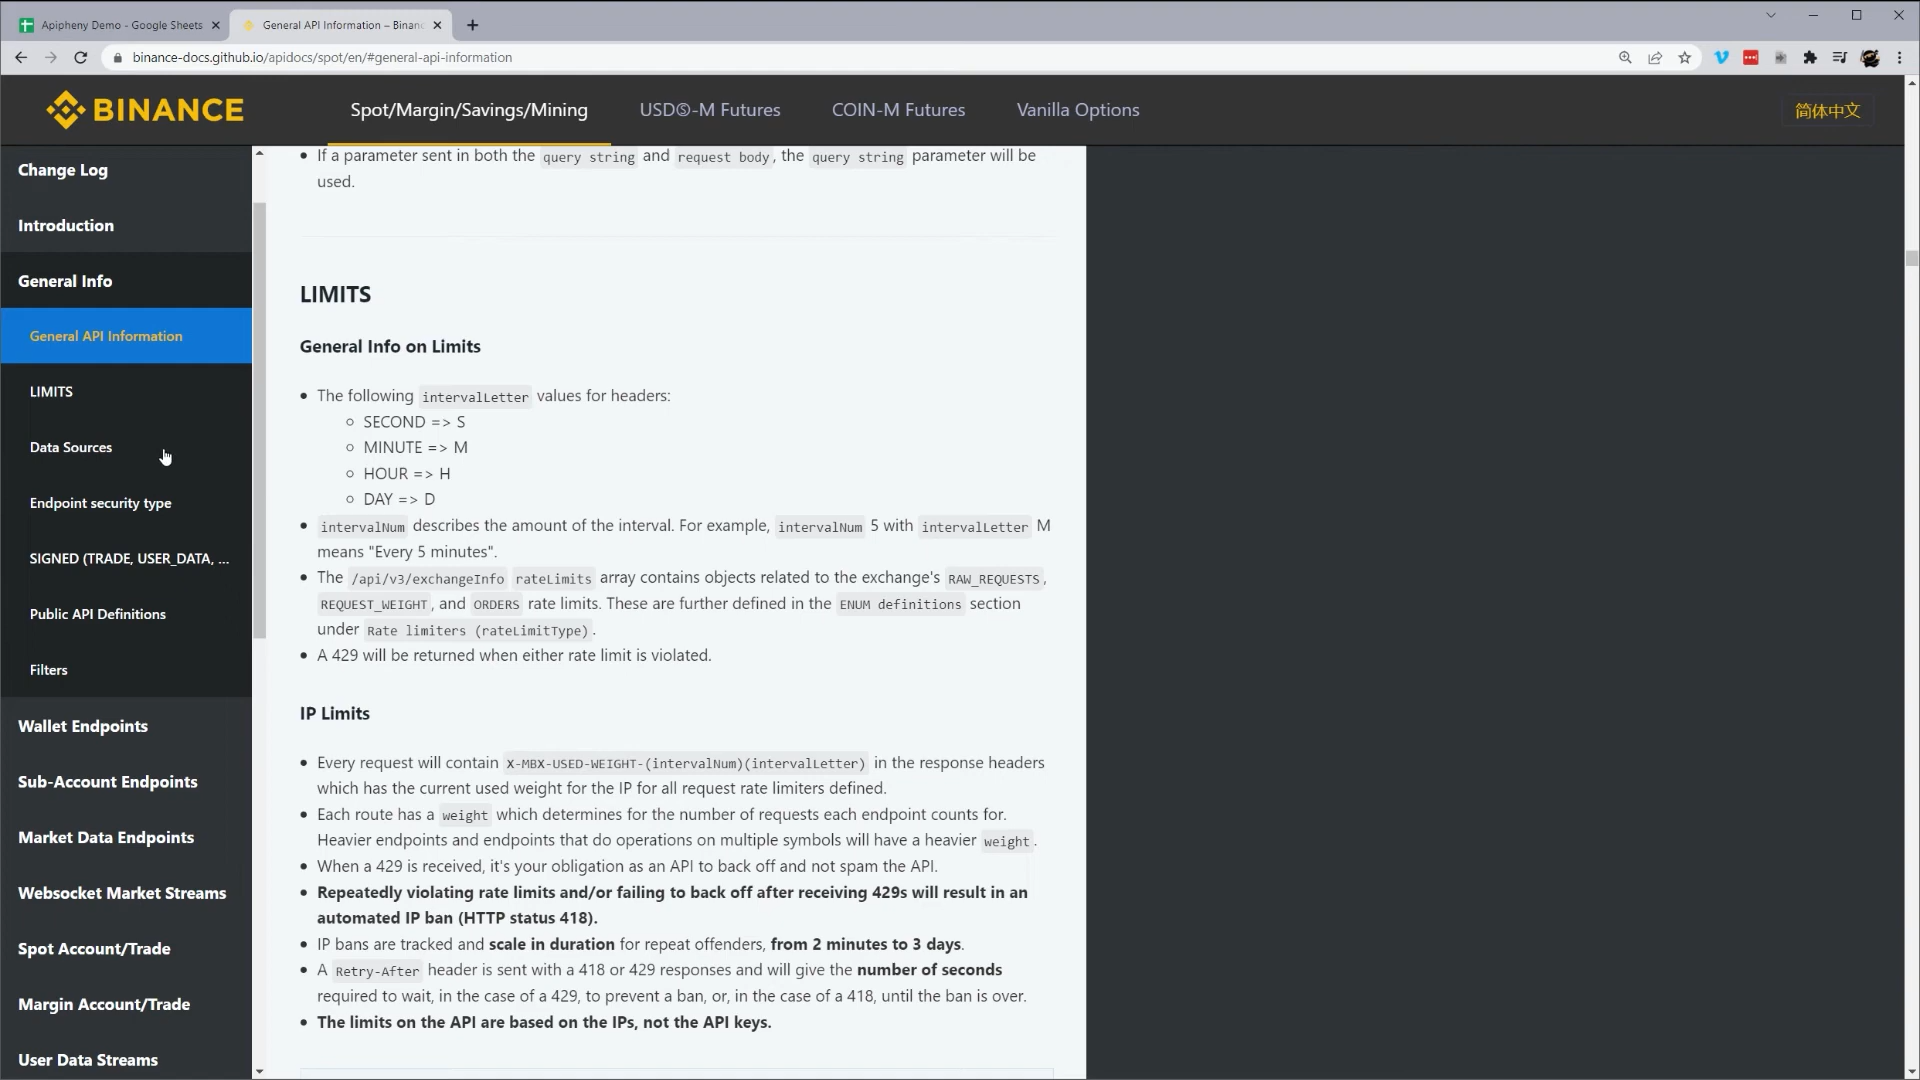 Apipheny Demo - Google Sheets
General API Information – Binan
binance-docs.github.io/apidocs/spot/en/#general-api-information
BINANCE
Spot/Margin/Savings/Mining
USDⓈ-M Futures
COIN-M Futures
Vanilla Options
简体中文
Change Log
Introduction
General Info
General API Information
LIMITS
Data Sources
Endpoint security type
SIGNED (TRADE, USER_DATA, ...
Public API Definitions
Filters
Wallet Endpoints
Sub-Account Endpoints
Market Data Endpoints
Websocket Market Streams
Spot Account/Trade
Margin Account/Trade
User Data Streams
• If a parameter sent in both the query string and request body, the query string parameter will be
used.
LIMITS
General Info on Limits
• The following intervalLetter values for headers:
◦ SECOND => S
◦ MINUTE => M
◦ HOUR => H
◦ DAY => D
• intervalNum describes the amount of the interval. For example, intervalNum 5 with intervalLetter M
means "Every 5 minutes".
• The /api/v3/exchangeInfo rateLimits array contains objects related to the exchange's RAW_REQUESTS,
REQUEST_WEIGHT, and ORDERS rate limits. These are further defined in the ENUM definitions section
under Rate limiters (rateLimitType).
• A 429 will be returned when either rate limit is violated.
IP Limits
• Every request will contain X-MBX-USED-WEIGHT-(intervalNum)(intervalLetter) in the response headers
which has the current used weight for the IP for all request rate limiters defined.
• Each route has a weight which determines for the number of requests each endpoint counts for.
Heavier endpoints and endpoints that do operations on multiple symbols will have a heavier weight.
• When a 429 is received, it's your obligation as an API to back off and not spam the API.
• Repeatedly violating rate limits and/or failing to back off after receiving 429s will result in an
automated IP ban (HTTP status 418).
• IP bans are tracked and scale in duration for repeat offenders, from 2 minutes to 3 days.
• A Retry-After header is sent with a 418 or 429 responses and will give the number of seconds
required to wait, in the case of a 429, to prevent a ban, or, in the case of a 418, until the ban is over.
• The limits on the API are based on the IPs, not the API keys.